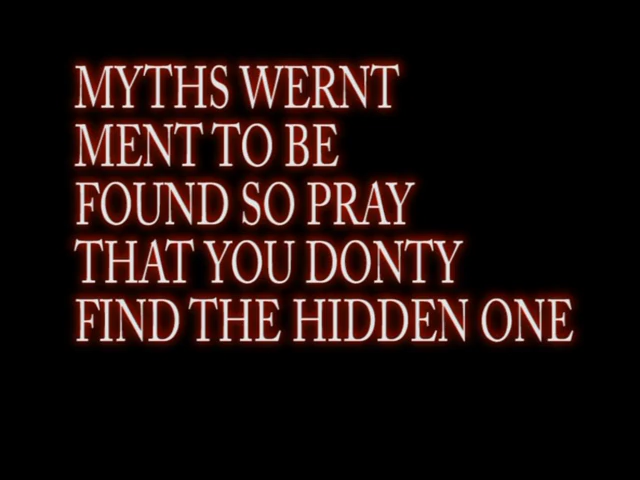 MYTHS WERNT
MENT TO BE
FOUND SO PRAY
THAT YOU DONTY
FIND THE HIDDEN ONE